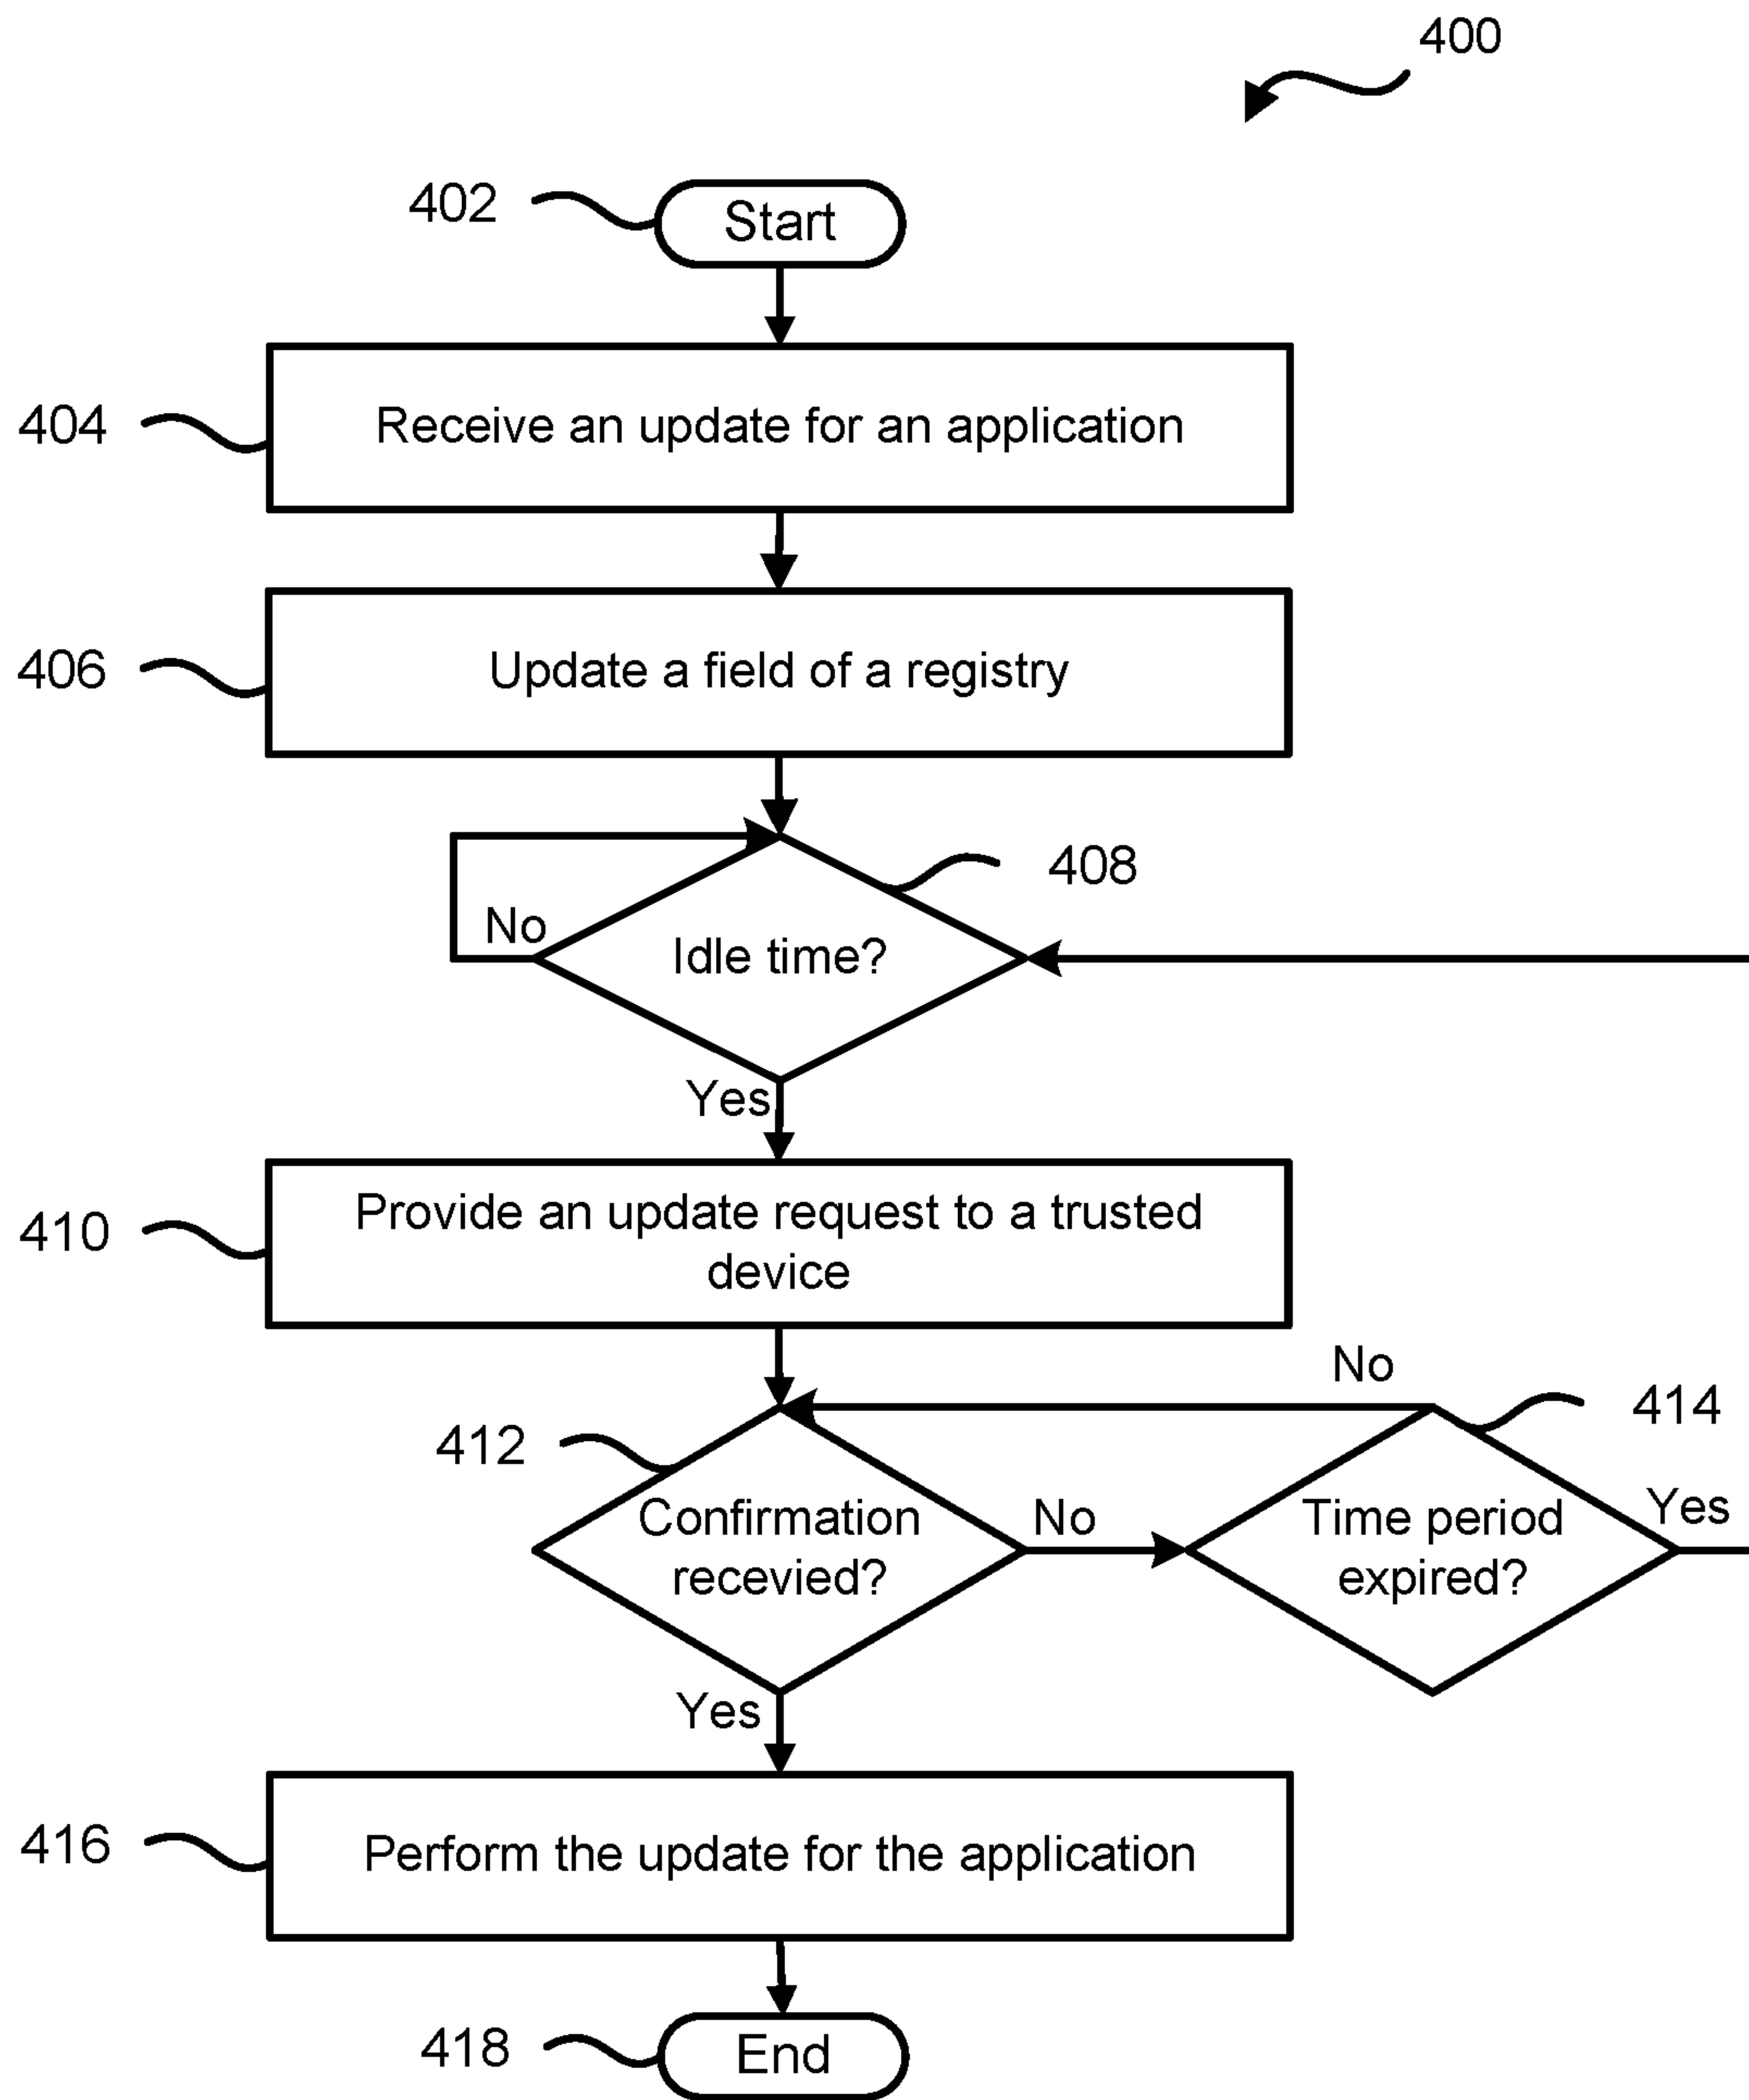 400
402
Start
404
Receive an update for an application
406
Update a field of a registry
408
No
Idle time?
Yes
410
Provide an update request to a trusted
device
No
414
412
Confirmation
recevied?
No
Time period
expired?
Yes
Yes
416
Perform the update for the application
418
End